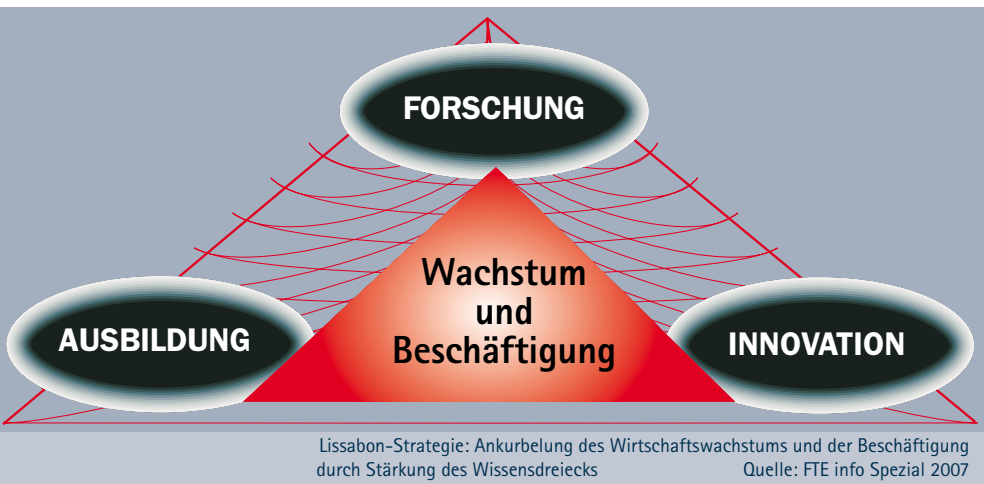 FORSCHUNG
Wachstum
und
Beschäftigung
AUSBILDUNG
INNOVATION
Lissabon-Strategie: Ankurbelung des Wirtschaftswachstums und der Beschäftigung
durch Stärkung des Wissensdreiecks Quelle: FTE info Spezial 2007